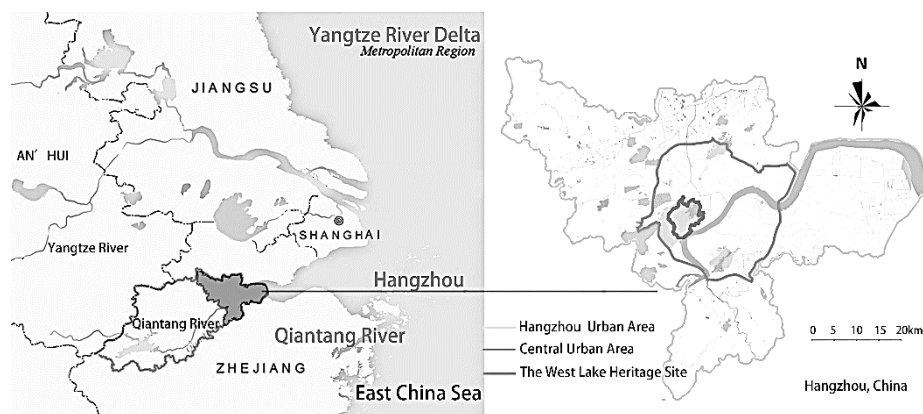 Yangtze River Delta
Metropolitan Region
JIANGSU
AN' HUI
SHANGHAI
Yangtze River
Hangzhou
Qiantang River
Qiantang River
ZHEJIANG
East China Sea
N
Hangzhou Urban Area
Central Urban Area
The West Lake Heritage Site
0 5 10 15 20km
Hangzhou, China